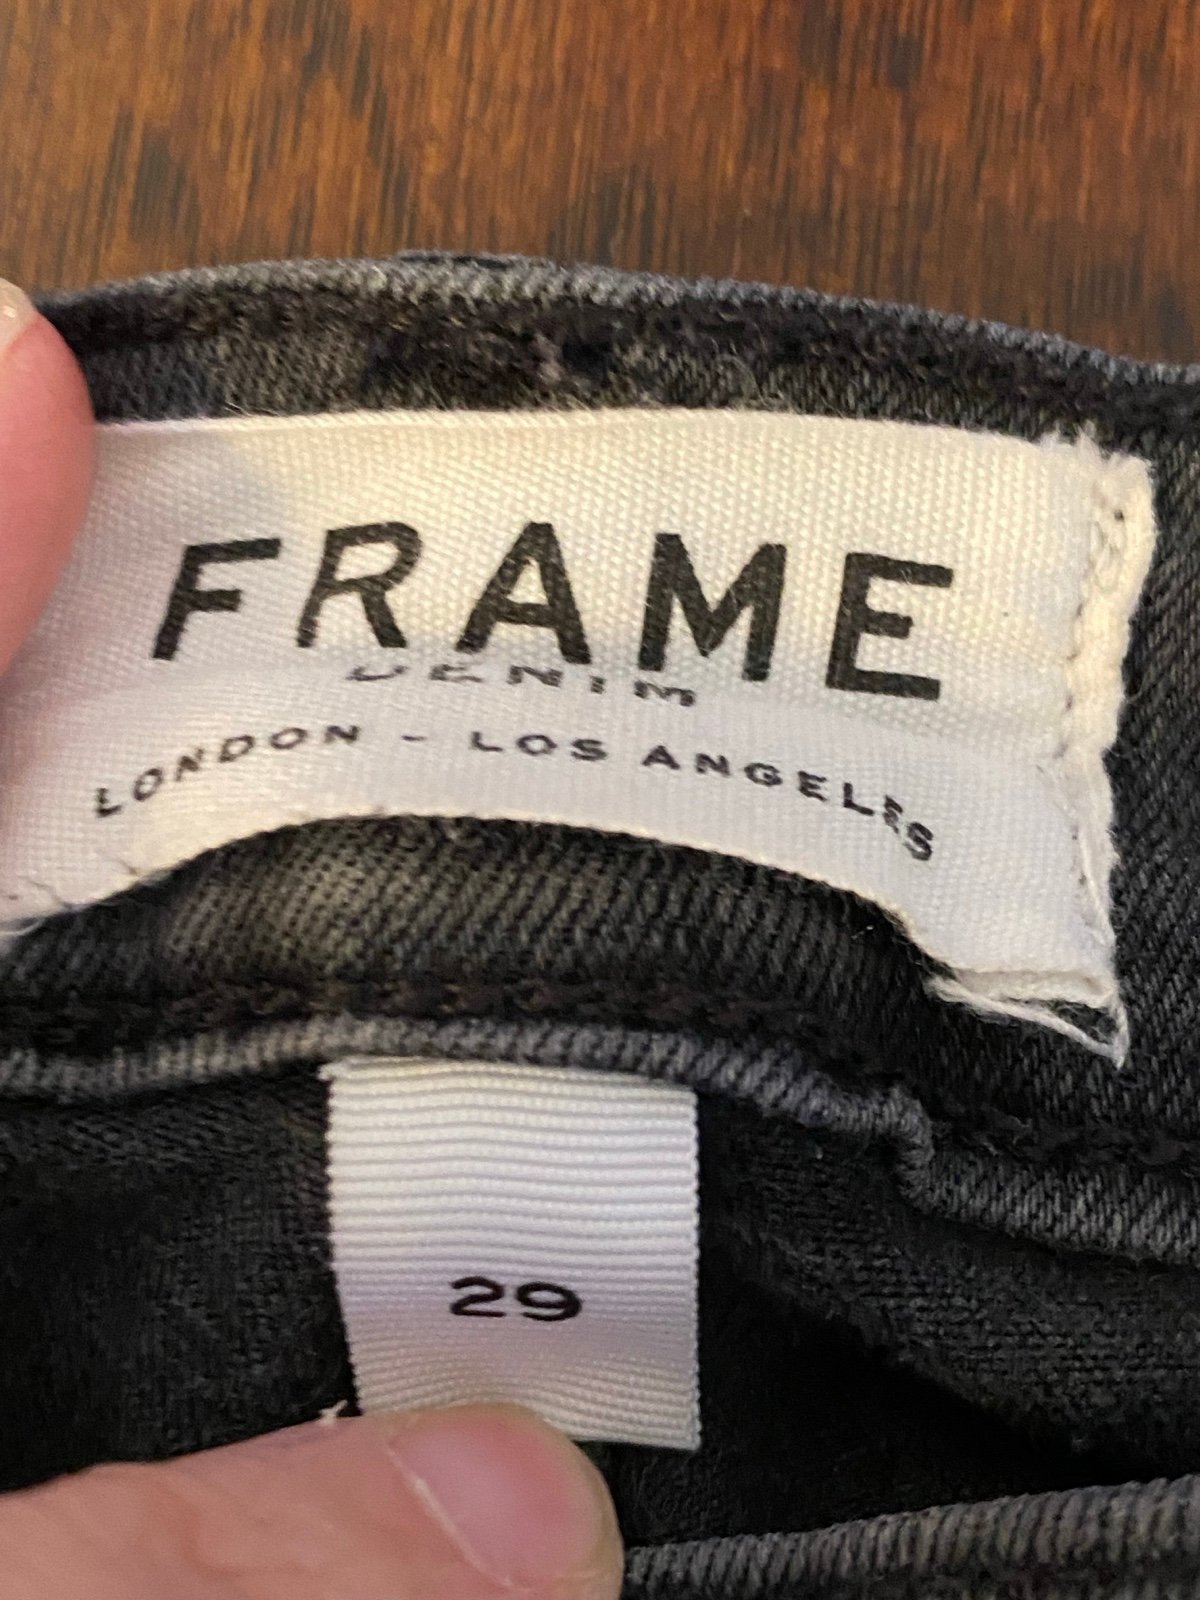 FRAME
DENIM
LONDON - LOS ANGELES
29